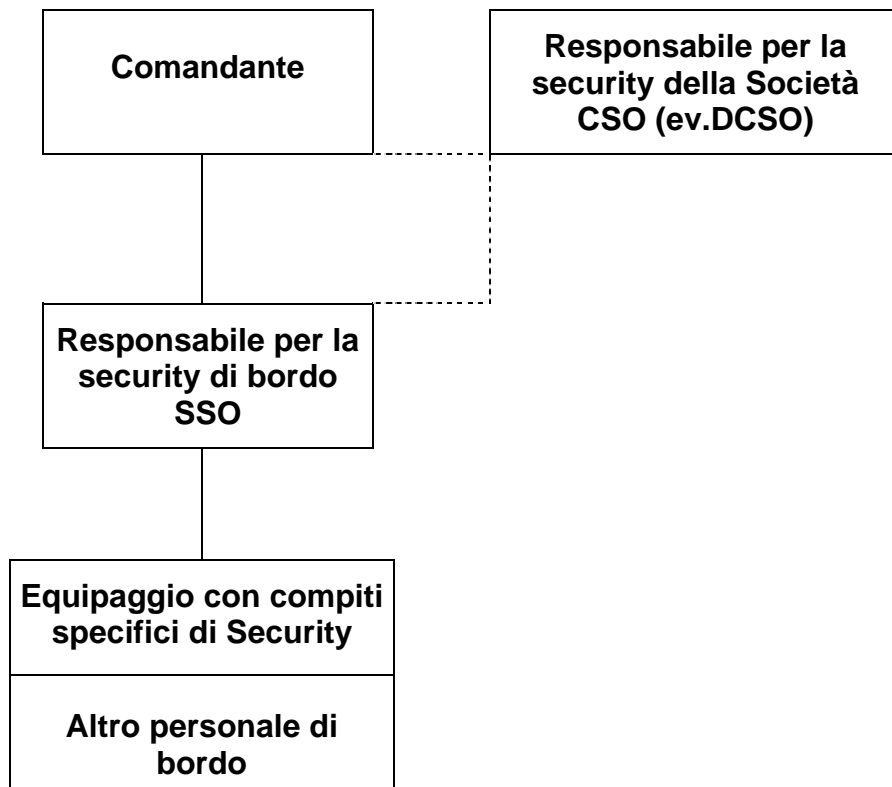 Comandante
Responsabile per la
security della Società
CSO (ev.DCSO)
Responsabile per la
security di bordo
SSO
Equipaggio con compiti
specifici di Security
Altro personale di
bordo